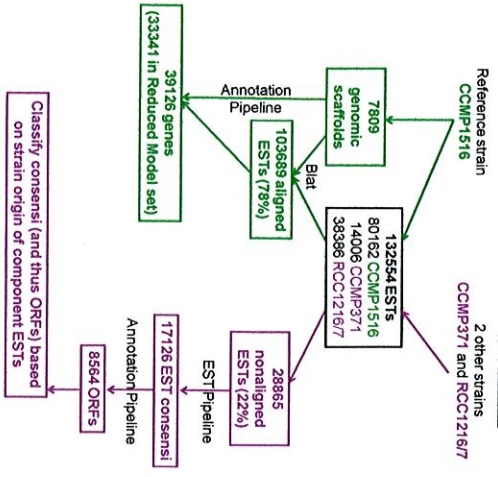 Reference strain
CCMP1516
2 other strains
CCMP371 and RCC1216/7
7809
genomic
scaffolds
132554 ESTs
80162 CCMP1516
14006 CCMP371
38386 RCC1216/7
Blat
Annotation
Pipeline
103689 aligned
ESTs (78%)
28865
nonaligned
ESTs (22%)
EST Pipeline
39126 genes
(33341 in Reduced Model set)
17126 EST consensi
Annotation Pipeline
8564 ORFs
Classify consensi (and thus ORFs) based
on strain origin of component ESTs